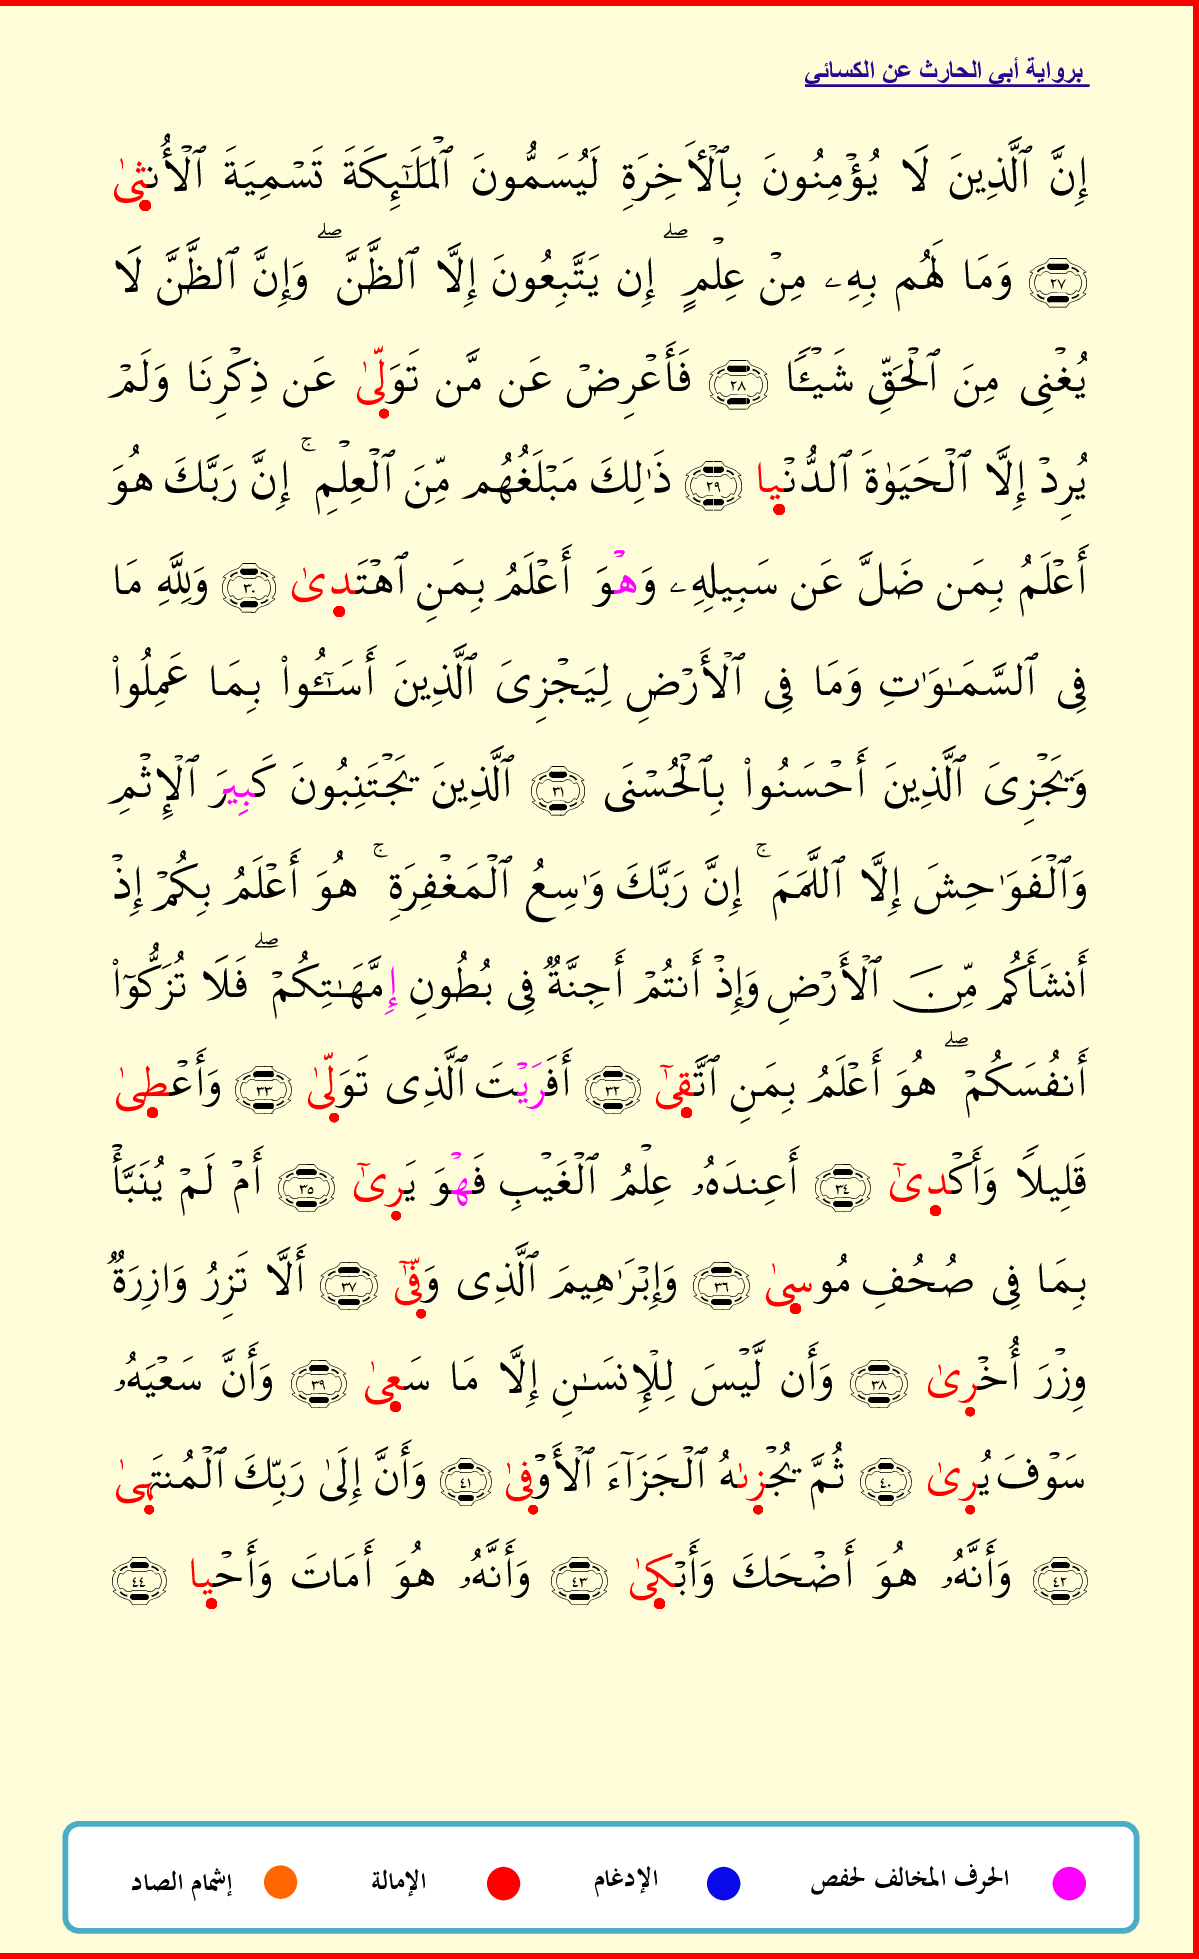 برواية أبي الحارث عن الكسائي
إِنَّ ٱلَّذِينَ لَا يُؤْمِنُونَ بِٱلْأَخِرَةِ لَيُسَمُّونَ ٱلْمَلَٰٓئِكَةَ تَسْمِيَةَ ٱلْأُنثِىٰ
٢٧ وَمَا لَهُم بِهِۦ مِنْ عِلْمٍ ۖ إِن يَتَّبِعُونَ إِلَّا ٱلظَّنَّ ۖ وَإِنَّ ٱلظَّنَّ لَا
يُغْنِى مِنَ ٱلْحَقِّ شَيْـًٔا ٢٨ فَأَعْرِضْ عَن مَّن تَوَلِّىٰ عَن ذِكْرِنَا وَلَمْ
يُرِدْ إِلَّا ٱلْحَيَوٰةَ ٱلدُّنْيا ٢٩ ذَٰلِكَ مَبْلَغُهُم مِّنَ ٱلْعِلْمِ ۚ إِنَّ رَبَّكَ هُوَ
أَعْلَمُ بِمَن ضَلَّ عَن سَبِيلِهِۦ وَهْوَ أَعْلَمُ بِمَنِ ٱهْتَدِىٰ ٣٠ وَلِلَّهِ مَا
فِى ٱلسَّمَٰوَٰتِ وَمَا فِى ٱلْأَرْضِ لِيَجْزِىَ ٱلَّذِينَ أَسَٰٓـُٔوا۟ بِمَا عَمِلُوا۟
وَيَجْزِىَ ٱلَّذِينَ أَحْسَنُوا۟ بِٱلْحُسْنَى ٣١ ٱلَّذِينَ يَجْتَنِبُونَ كَبِيرَ ٱلْإِثْمِ
وَٱلْفَوَٰحِشَ إِلَّا ٱللَّمَمَ ۚ إِنَّ رَبَّكَ وَٰسِعُ ٱلْمَغْفِرَةِ ۚ هُوَ أَعْلَمُ بِكُمْ إِذْ
أَنشَأَكُم مِّنَ ٱلْأَرْضِ وَإِذْ أَنتُمْ أَجِنَّةٌ فِى بُطُونِ إِمَّهَٰتِكُمْ ۖ فَلَا تُزَكُّوٓا۟
أَنفُسَكُمْ ۖ هُوَ أَعْلَمُ بِمَنِ ٱتَّقِىٰٓ ٣٢ أَفَرَيْتَ ٱلَّذِى تَوَلِّىٰ ٣٣ وَأَعْطِىٰ
قَلِيلًا وَأَكْدِىٰٓ ٣٤ أَعِندَهُۥ عِلْمُ ٱلْغَيْبِ فَهْوَ يَرِىٰٓ ٣٥ أَمْ لَمْ يُنَبَّأْ
بِمَا فِى صُحُفِ مُوسِىٰ ٣٦ وَإِبْرَٰهِيمَ ٱلَّذِى وَفِّىٰٓ ٣٧ أَلَّا تَزِرُ وَازِرَةٌ
وِزْرَ أُخْرِىٰ ٣٨ وَأَن لَّيْسَ لِلْإِنسَٰنِ إِلَّا مَا سَعِىٰ ٣٩ وَأَنَّ سَعْيَهُۥ
سَوْفَ يُرِىٰ ٤٠ ثُمَّ يُجْزِىٰهُ ٱلْجَزَآءَ ٱلْأَوْفِىٰ ٤١ وَأَنَّ إِلَىٰ رَبِّكَ ٱلْمُنتَهِىٰ
٤٢ وَأَنَّهُۥ هُوَ أَضْحَكَ وَأَبْكِىٰ ٤٣ وَأَنَّهُۥ هُوَ أَمَاتَ وَأَحْيا ٤٤
الحرف المخالف لحفص الإدغام الإمالة إشمام الصاد